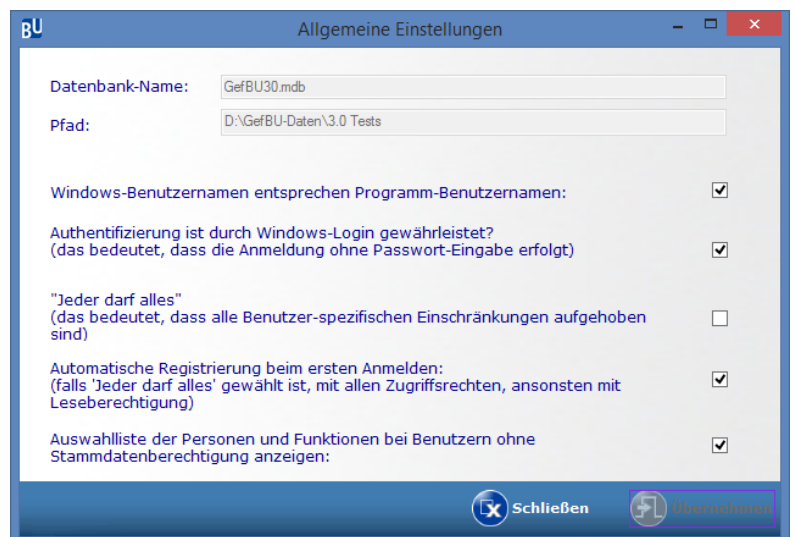 BU Allgemeine Einstellungen
Datenbank-Name: GefBU30.mdb
Pfad: D:\GefBU-Daten\3.0 Tests
Windows-Benutzernamen entsprechen Programm-Benutzernamen:
Authentifizierung ist durch Windows-Login gewährleistet?
(das bedeutet, dass die Anmeldung ohne Passwort-Eingabe erfolgt)
"Jeder darf alles"
(das bedeutet, dass alle Benutzer-spezifischen Einschränkungen aufgehoben
sind)
Automatische Registrierung beim ersten Anmelden:
(falls 'Jeder darf alles' gewählt ist, mit allen Zugriffsrechten, ansonsten mit
Leseberechtigung)
Auswahlliste der Personen und Funktionen bei Benutzern ohne
Stammdatenberechtigung anzeigen:
Schließen Übernehmen